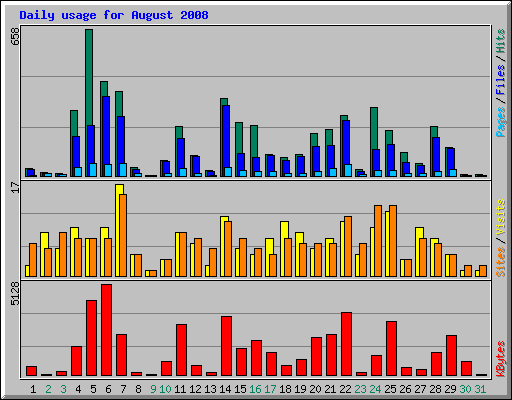 Daily usage for August 2008
658
Pages / Files / Hits
17
Sites / Visits
5128
KBytes
1 2 3 4 5 6 7 8 9 10 11 12 13 14 15 16 17 18 19 20 21 22 23 24 25 26 27 28 29 30 31